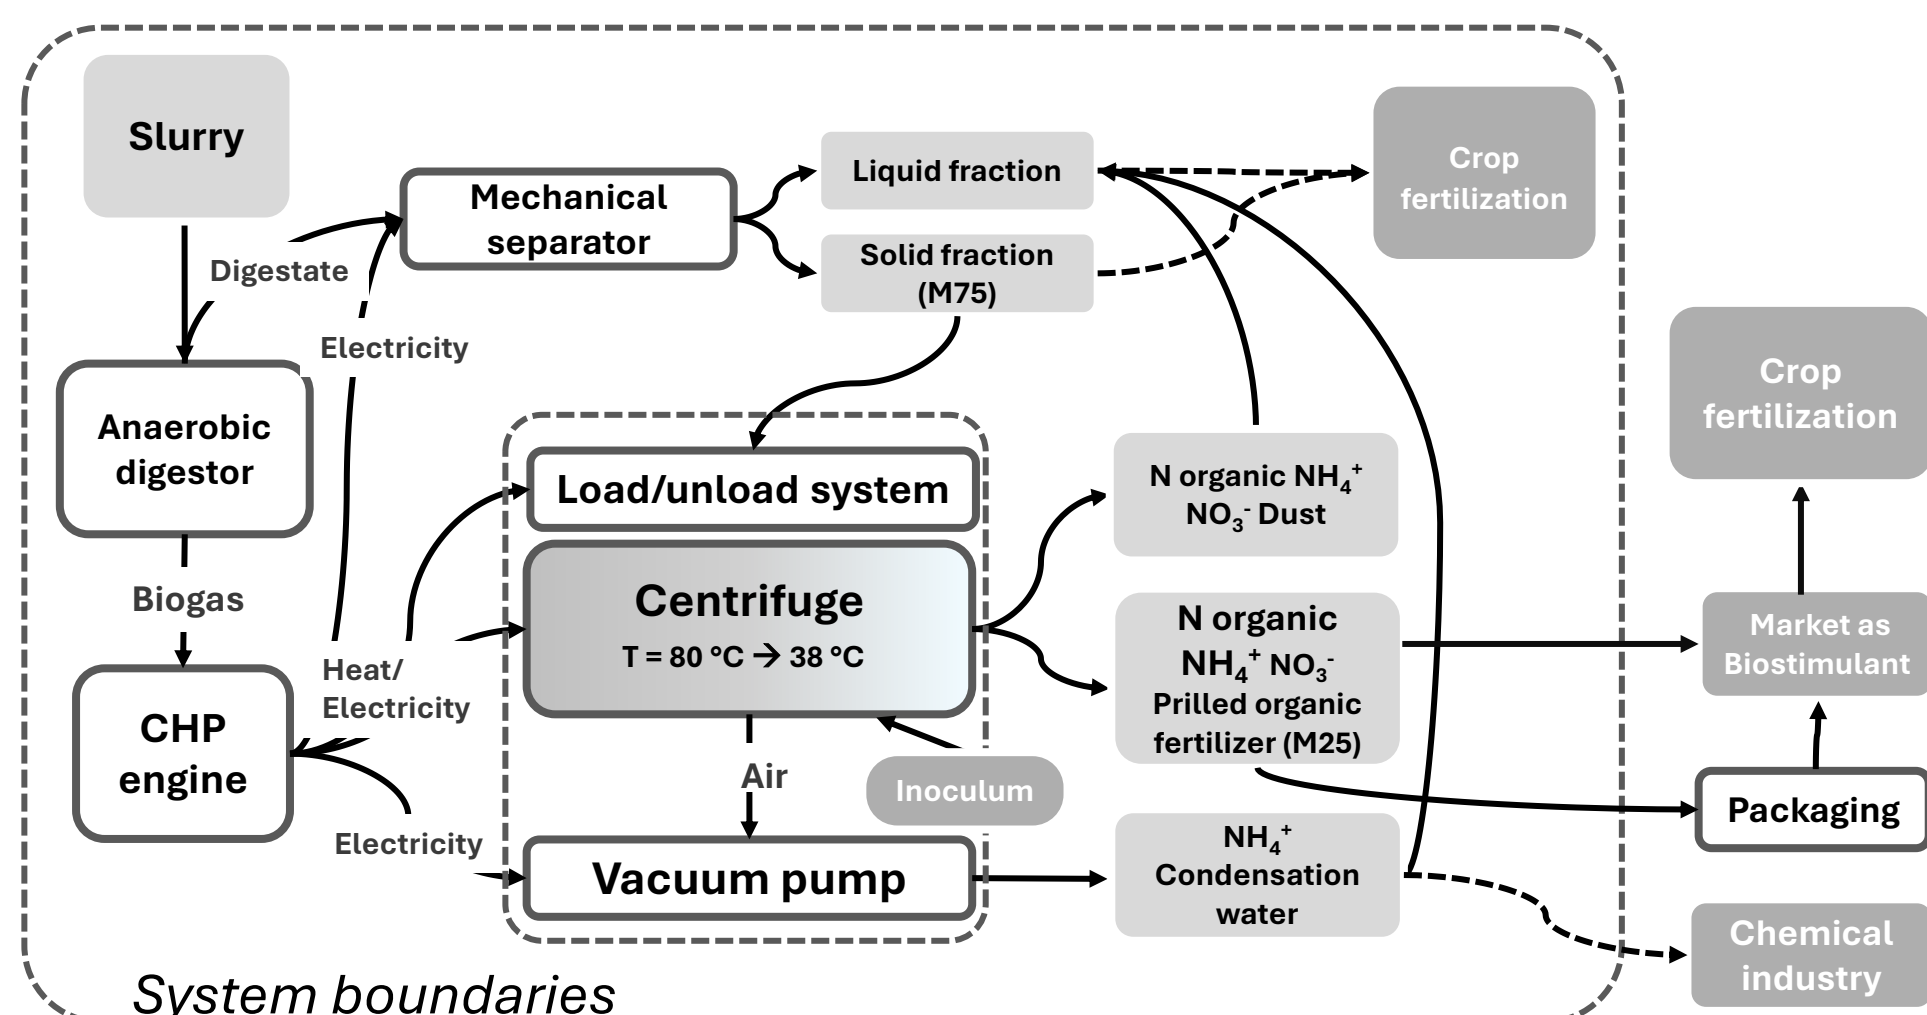 Slurry
Mechanical
separator
Liquid fraction
Solid fraction
(M75)
Crop
fertilization
Digestate
Electricity
Anaerobic
digestor
Biogas
CHP
engine
Heat/
Electricity
Electricity
Load/unload system
Centrifuge
T = 80 °C → 38 °C
Air
Inoculum
Vacuum pump
N organic NH₄⁺
NO₃⁻ Dust
N organic
NH₄⁺ NO₃⁻
Prilled organic
fertilizer (M25)
NH₄⁺
Condensation
water
Crop
fertilization
Market as
Biostimulant
Packaging
Chemical
industry
System boundaries